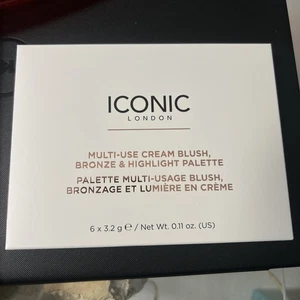 ICONIC
LONDON
MULTI-USE CREAM BLUSH,
BRONZE & HIGHLIGHT PALETTE
PALETTE MULTI-USAGE BLUSH,
BRONZAGE ET LUMIÈRE EN CRÈME
6 x 3.2 g ℮ / Net Wt. 0.11 oz. (US)